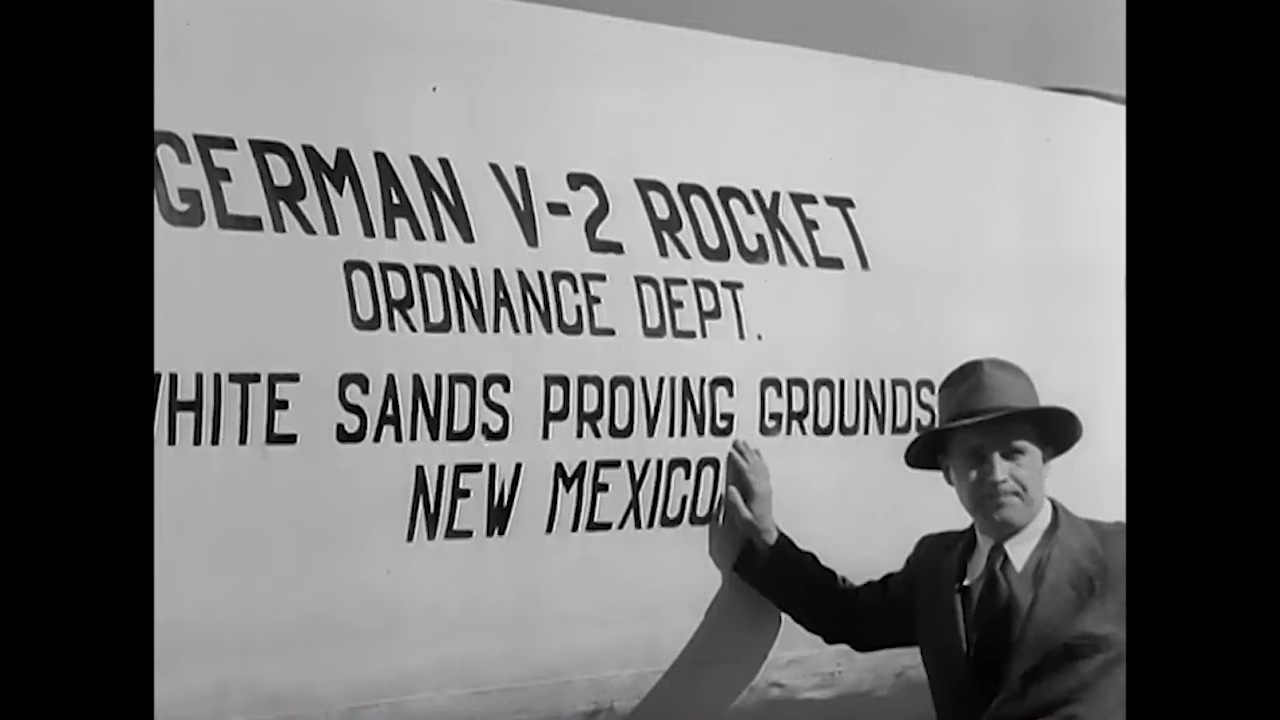 GERMAN V-2 ROCKET
ORDNANCE DEPT.
WHITE SANDS PROVING GROUNDS
NEW MEXICO.